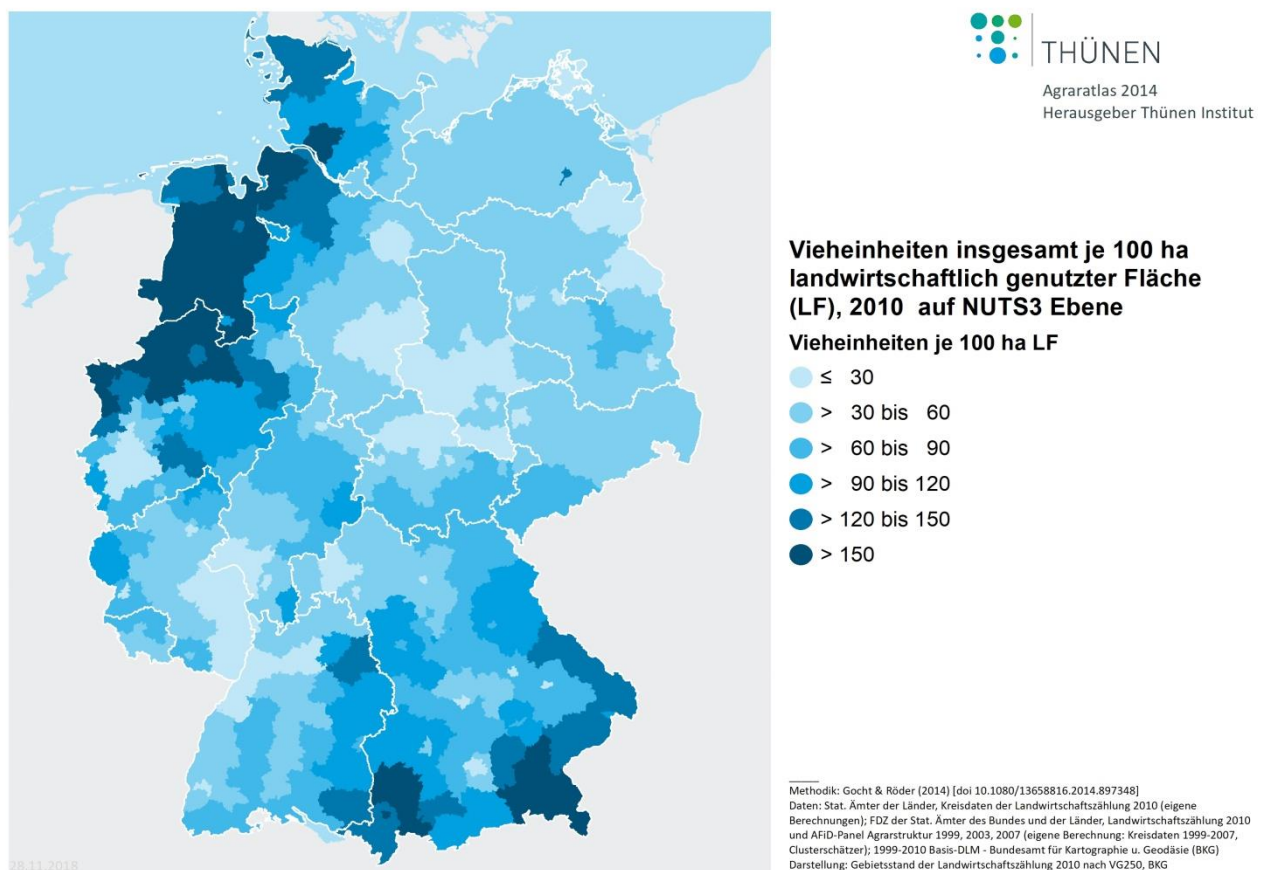 THÜNEN
Agraratlas 2014
Herausgeber Thünen Institut
Vieheinheiten insgesamt je 100 ha
landwirtschaftlich genutzter Fläche
(LF), 2010 auf NUTS3 Ebene
Vieheinheiten je 100 ha LF
≤ 30
> 30 bis 60
> 60 bis 90
> 90 bis 120
> 120 bis 150
> 150
Methodik: Gocht & Röder (2014) [doi 10.1080/13658816.2014.897348]
Daten: Stat. Ämter der Länder, Kreisdaten der Landwirtschaftszählung 2010 (eigene
Berechnungen); FDZ der Stat. Ämter des Bundes und der Länder, Landwirtschaftszählung 2010
und AFiD-Panel Agrarstruktur 1999, 2003, 2007 (eigene Berechnung: Kreisdaten 1999-2007,
Clusterschätzer); 1999-2010 Basis-DLM - Bundesamt für Kartographie u. Geodäsie (BKG)
Darstellung: Gebietsstand der Landwirtschaftszählung 2010 nach VG250, BKG
28.11.2018